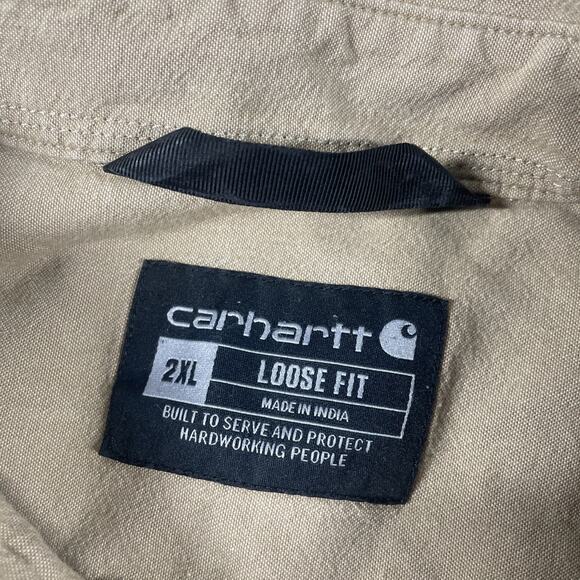 carhartt
2XL
LOOSE FIT
MADE IN INDIA
BUILT TO SERVE AND PROTECT
HARDWORKING PEOPLE